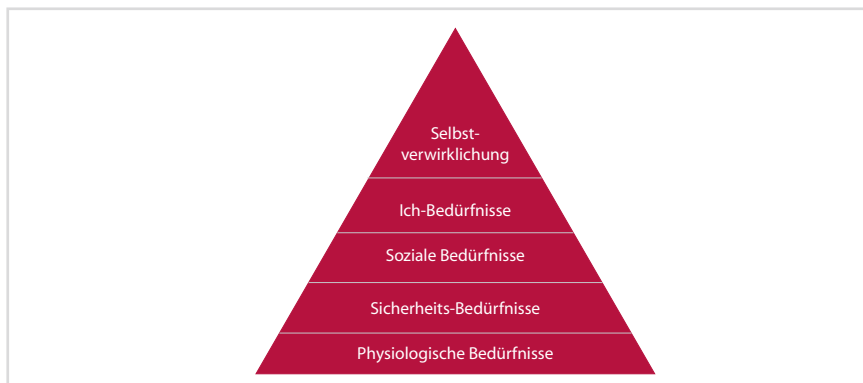 Selbst-
verwirklichung
Ich-Bedürfnisse
Soziale Bedürfnisse
Sicherheits-Bedürfnisse
Physiologische Bedürfnisse